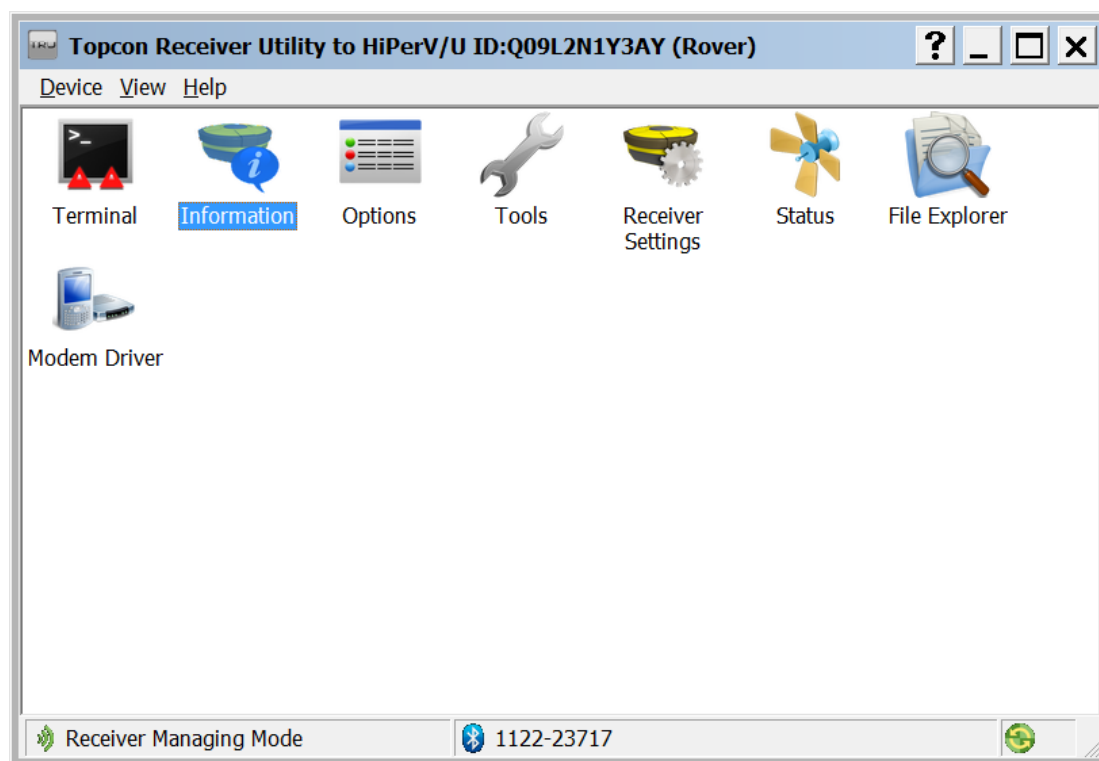 Topcon Receiver Utility to HiPerV/U ID:Q09L2N1Y3AY (Rover)
Device View Help
Terminal
Information
Options
Tools
Receiver
Settings
Status
File Explorer
Modem Driver
Receiver Managing Mode
1122-23717